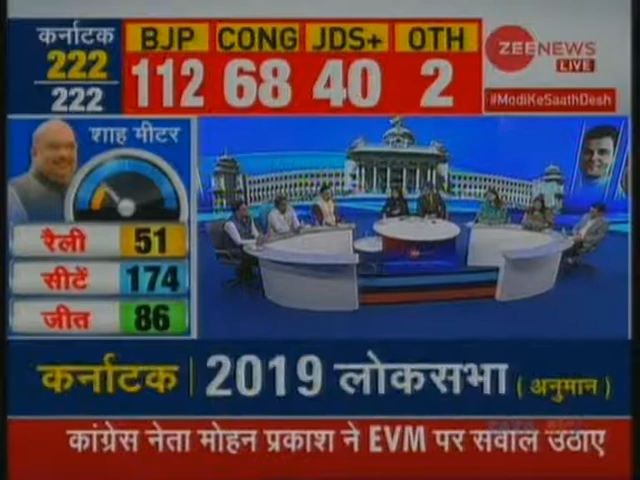 कर्नाटक
222
222
BJP CONG JDS+ OTH
112 68 40 2
ZEE NEWS
LIVE
#ModiKeSaathDesh
शाह मीटर
रैली 51
सीटें 174
जीत 86
कर्नाटक | 2019 लोकसभा ( अनुमान )
कांग्रेस नेता मोहन प्रकाश ने EVM पर सवाल उठाए